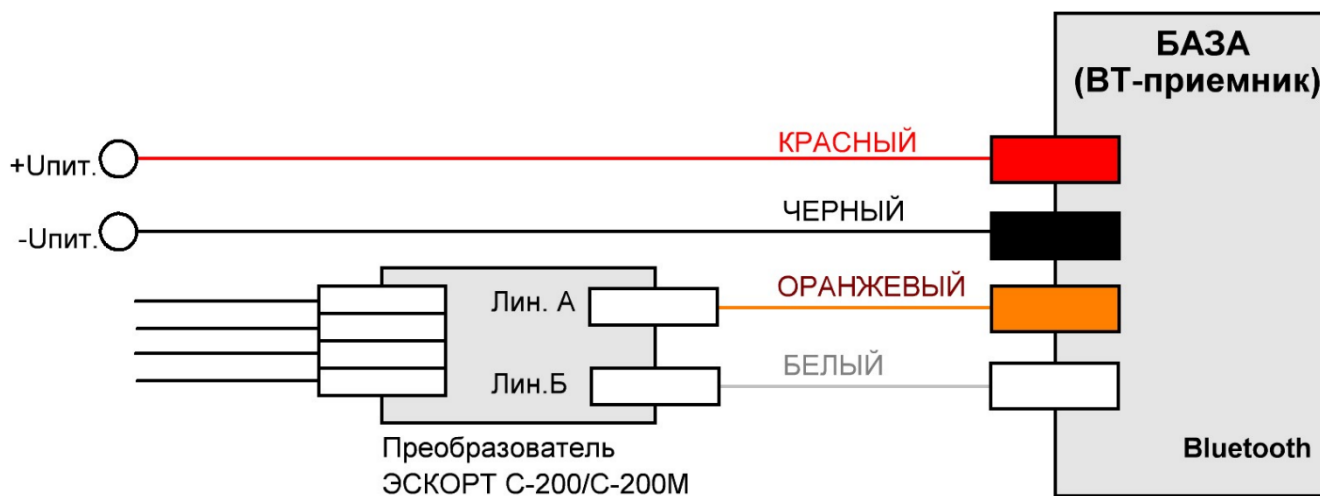 БАЗА
(BT-приемник)
КРАСНЫЙ
+Uпит.
ЧЕРНЫЙ
-Uпит.
ОРАНЖЕВЫЙ
Лин. А
БЕЛЫЙ
Лин.Б
Преобразователь
ЭСКОРТ С-200/С-200М
Bluetooth